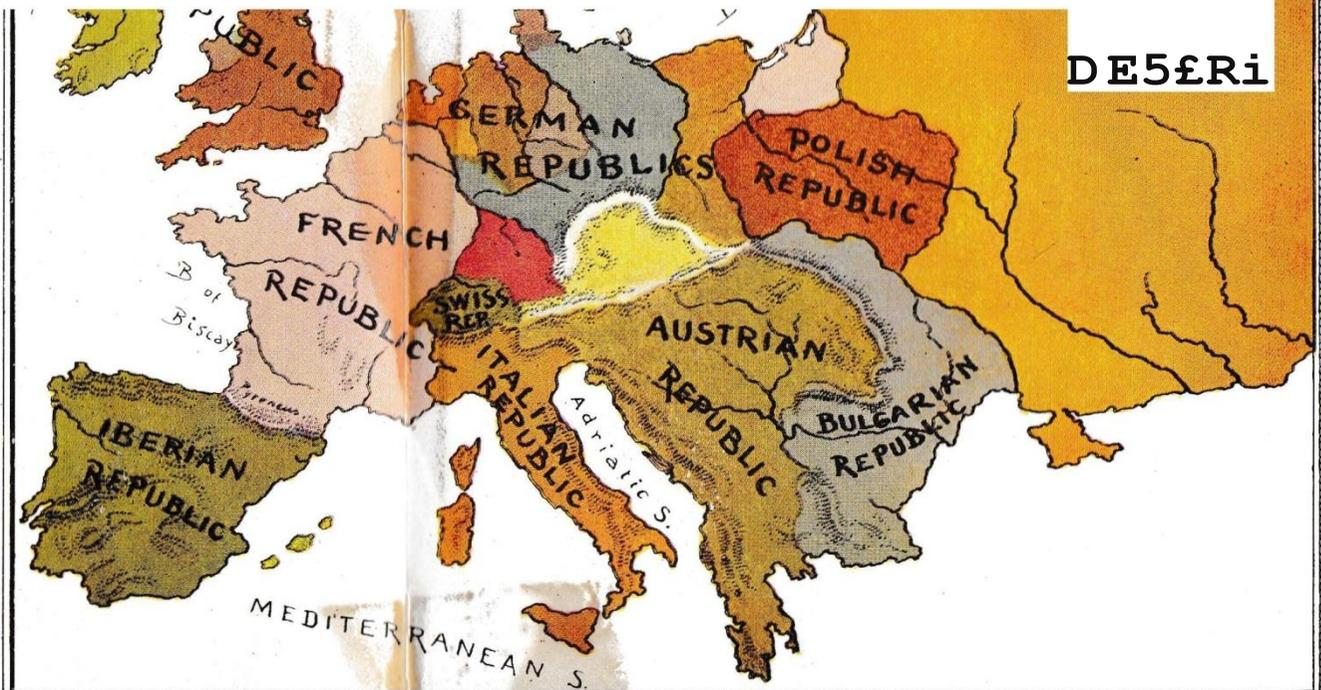 PUBLIC
DE5£Ri
GERMAN
REPUBLICS
POLISH
REPUBLIC
FRENCH
REPUBLIC
B of
Biscay
SWISS
REP.
AUSTRIAN
REPUBLIC
ITALIAN
REPUBLIC
Adriatic S.
BULGARIAN
REPUBLIC
IBERIAN
REPUBLIC
MEDITERRANEAN S.